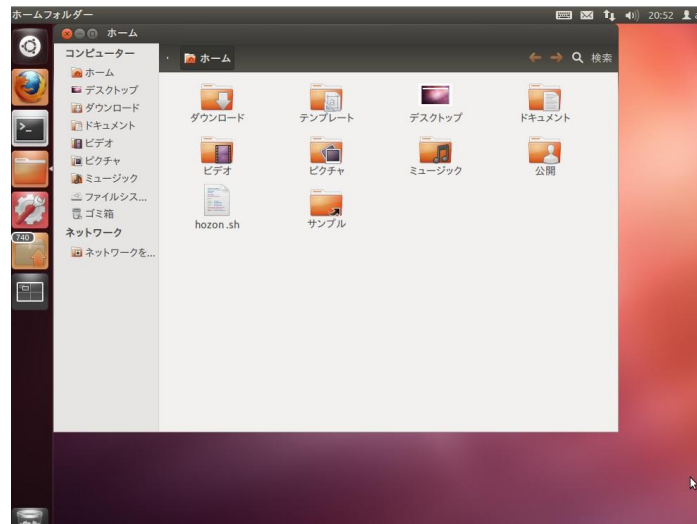 ホームフォルダー
20:52
ホーム
コンピューター
ホーム
デスクトップ
ダウンロード
ドキュメント
ビデオ
ピクチャ
ミュージック
ファイルシス...
ゴミ箱
ネットワーク
ネットワークを...
ホーム
検索
ダウンロード
テンプレート
デスクトップ
ドキュメント
ビデオ
ピクチャ
ミュージック
公開
hozon.sh
サンプル
740